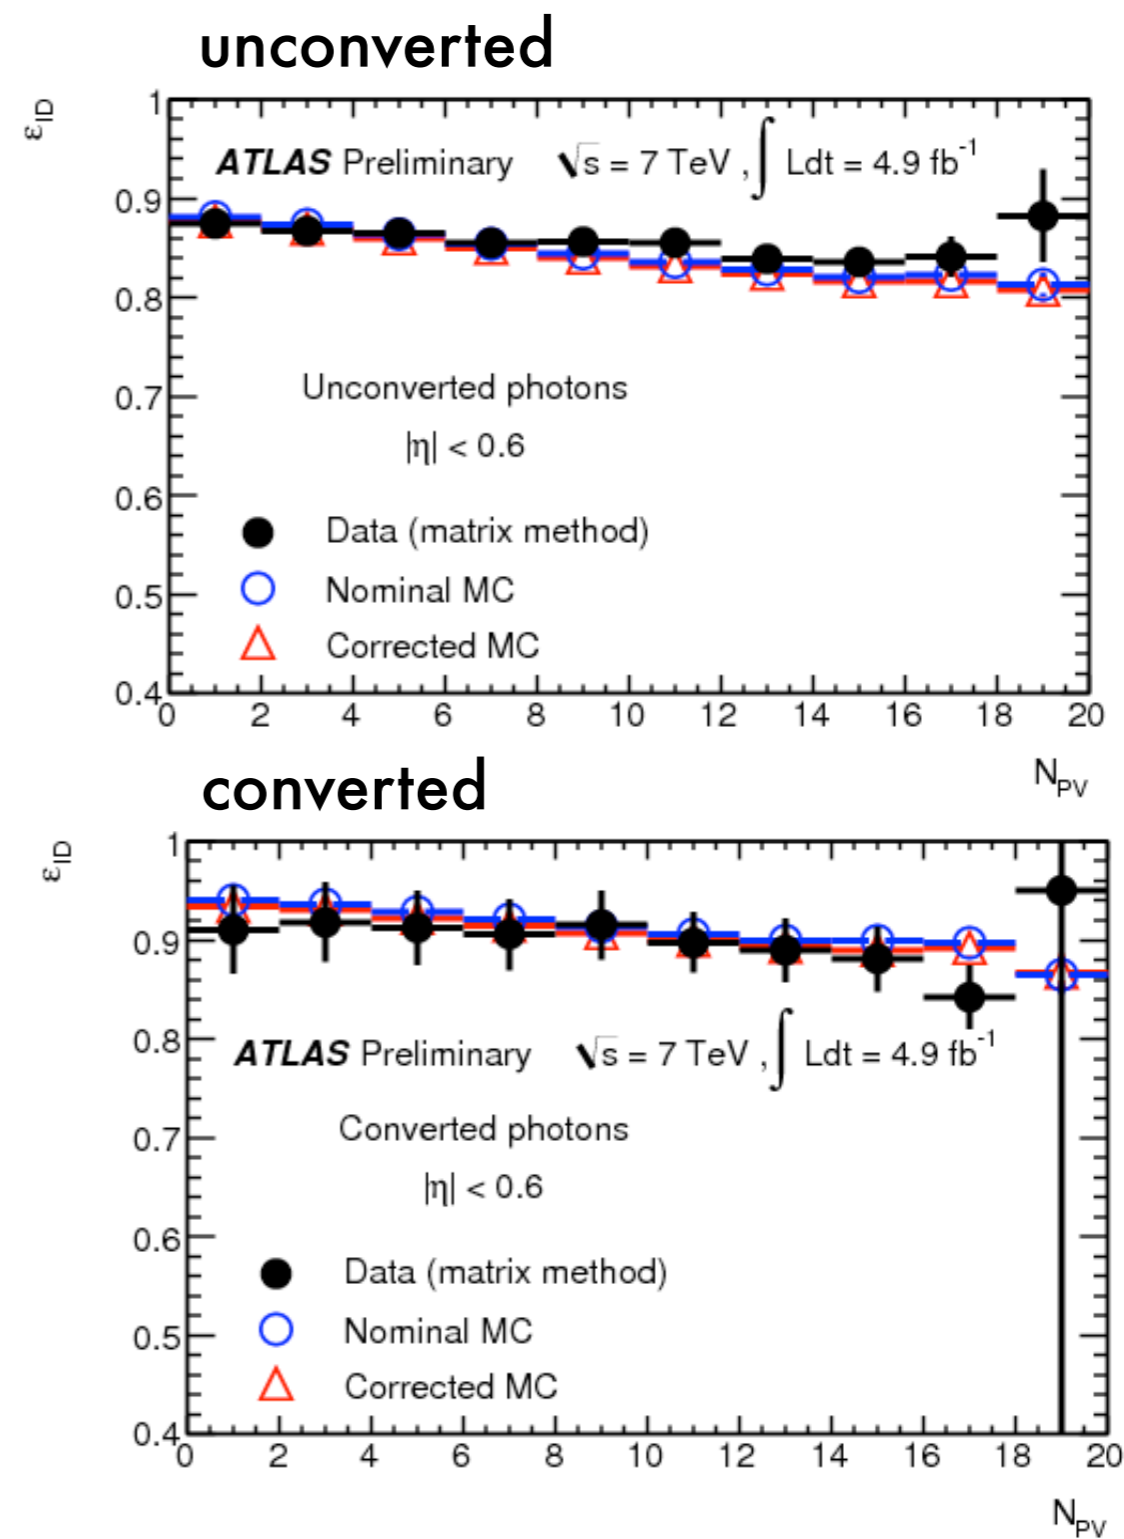 unconverted
ε_ID
1
ATLAS Preliminary √s = 7 TeV , ∫ Ldt = 4.9 fb⁻¹
0.9
0.8
0.7
Unconverted photons
|η| < 0.6
0.6
Data (matrix method)
0.5
Nominal MC
Corrected MC
0.4
0 2 4 6 8 10 12 14 16 18 20
N_PV
converted
ε_ID
1
0.9
0.8
ATLAS Preliminary √s = 7 TeV , ∫ Ldt = 4.9 fb⁻¹
0.7
Converted photons
|η| < 0.6
0.6
Data (matrix method)
0.5
Nominal MC
Corrected MC
0.4
0 2 4 6 8 10 12 14 16 18 20
N_PV